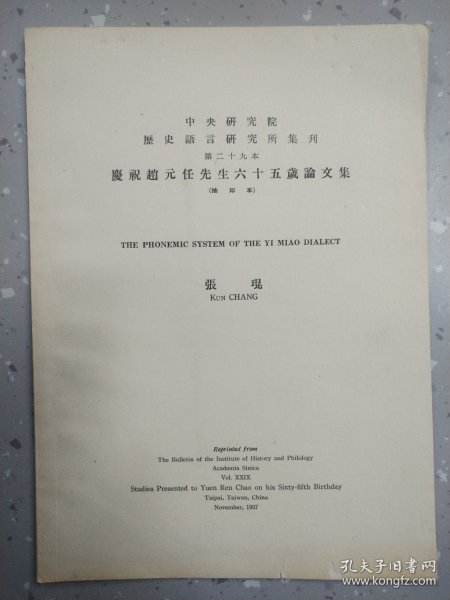 中央研究院
歷史語言研究所集刊
第二十九本
慶祝趙元任先生六十五歲論文集
(抽印本)
THE PHONEMIC SYSTEM OF THE YI MIAO DIALECT
張琨
KUN CHANG
Reprinted from
The Bulletin of the Institute of History and Philology
Academia Sinica
Vol. XXIX
Studies Presented to Yuen Ren Chao on his Sixty-fifth Birthday
Taipei, Taiwan, China
November, 1957
孔夫子旧书网
www.kongfz.com